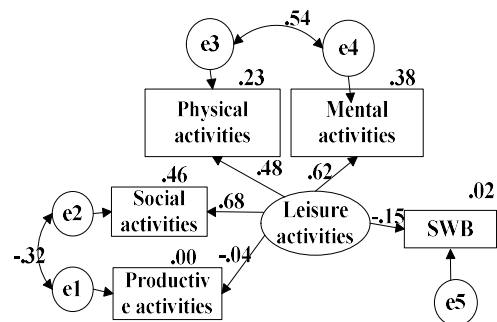 .54
e3
e4
.23
.38
Physical
activities
Mental
activities
.46
.48
.62
.02
e2
Social
activities
.68
Leisure
activities
-.15
SWB
-.32
.00
-.04
e1
Productiv
e activities
e5